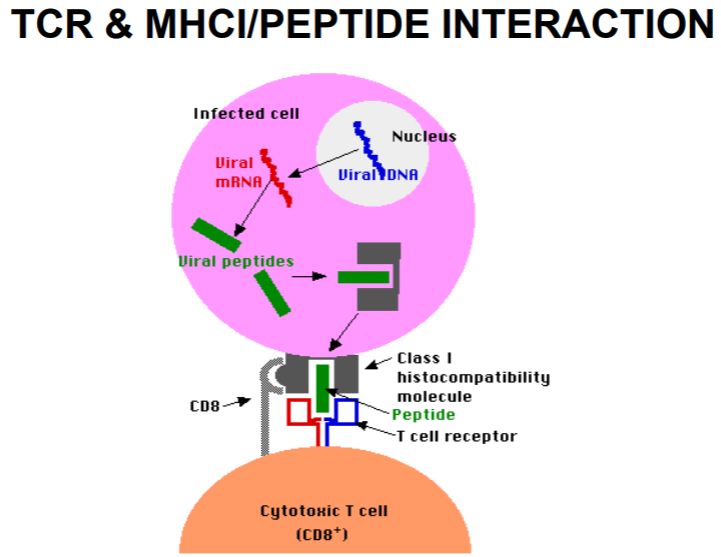 TCR & MHCI/PEPTIDE INTERACTION
Infected cell
Nucleus
Viral
mRNA
Viral DNA
Viral peptides
Class I
histocompatibility
molecule
CD8
Peptide
T cell receptor
Cytotoxic T cell
(CD8⁺)